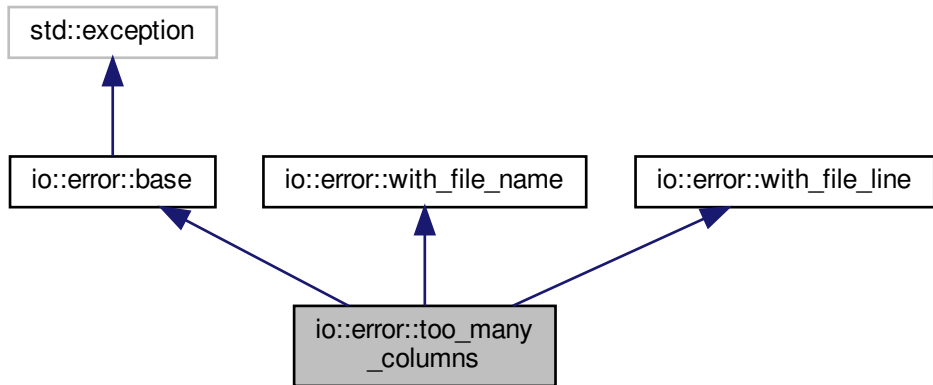 std::exception
io::error::base
io::error::with_file_name
io::error::with_file_line
io::error::too_many
_columns